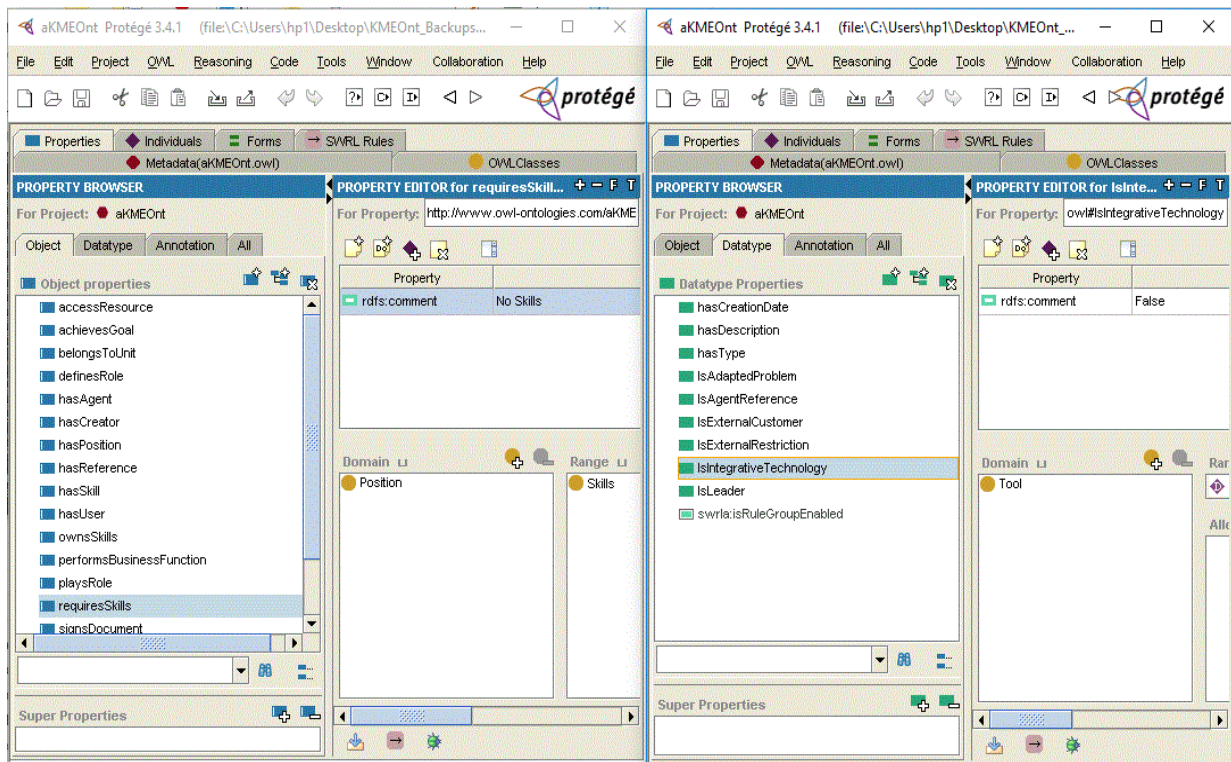 aKMEOnt Protégé 3.4.1 (file:\C:\Users\hp1\Desktop\KMEOnt_Backups...
File Edit Project OWL Reasoning Code Tools Window Collaboration Help
protégé
Properties Individuals Forms SWRL Rules
Metadata(aKMEOnt.owl) OWLClasses
PROPERTY BROWSER
For Project: aKMEOnt
Object Datatype Annotation All
Object properties
accessResource
achievesGoal
belongsToUnit
definesRole
hasAgent
hasCreator
hasPosition
hasReference
hasSkill
hasUser
ownsSkills
performsBusinessFunction
playsRole
requiresSkills
signsDocument
Super Properties
PROPERTY EDITOR for requiresSkill... F T
For Property: http://www.owl-ontologies.com/aKME
Property
rdfs:comment No Skills
Domain Range
Position Skills
aKMEOnt Protégé 3.4.1 (file:\C:\Users\hp1\Desktop\KMEOnt_...
File Edit Project OWL Reasoning Code Tools Window Collaboration Help
protégé
Properties Individuals Forms SWRL Rules
Metadata(aKMEOnt.owl) OWLClasses
PROPERTY BROWSER
For Project: aKMEOnt
Object Datatype Annotation All
Datatype Properties
hasCreationDate
hasDescription
hasType
IsAdaptedProblem
IsAgentReference
IsExternalCustomer
IsExternalRestriction
IsIntegrativeTechnology
IsLeader
swrla:isRuleGroupEnabled
Super Properties
PROPERTY EDITOR for IsInte... F T
For Property: owl#IsIntegrativeTechnology
Property
rdfs:comment False
Domain Rar
Tool
Allo